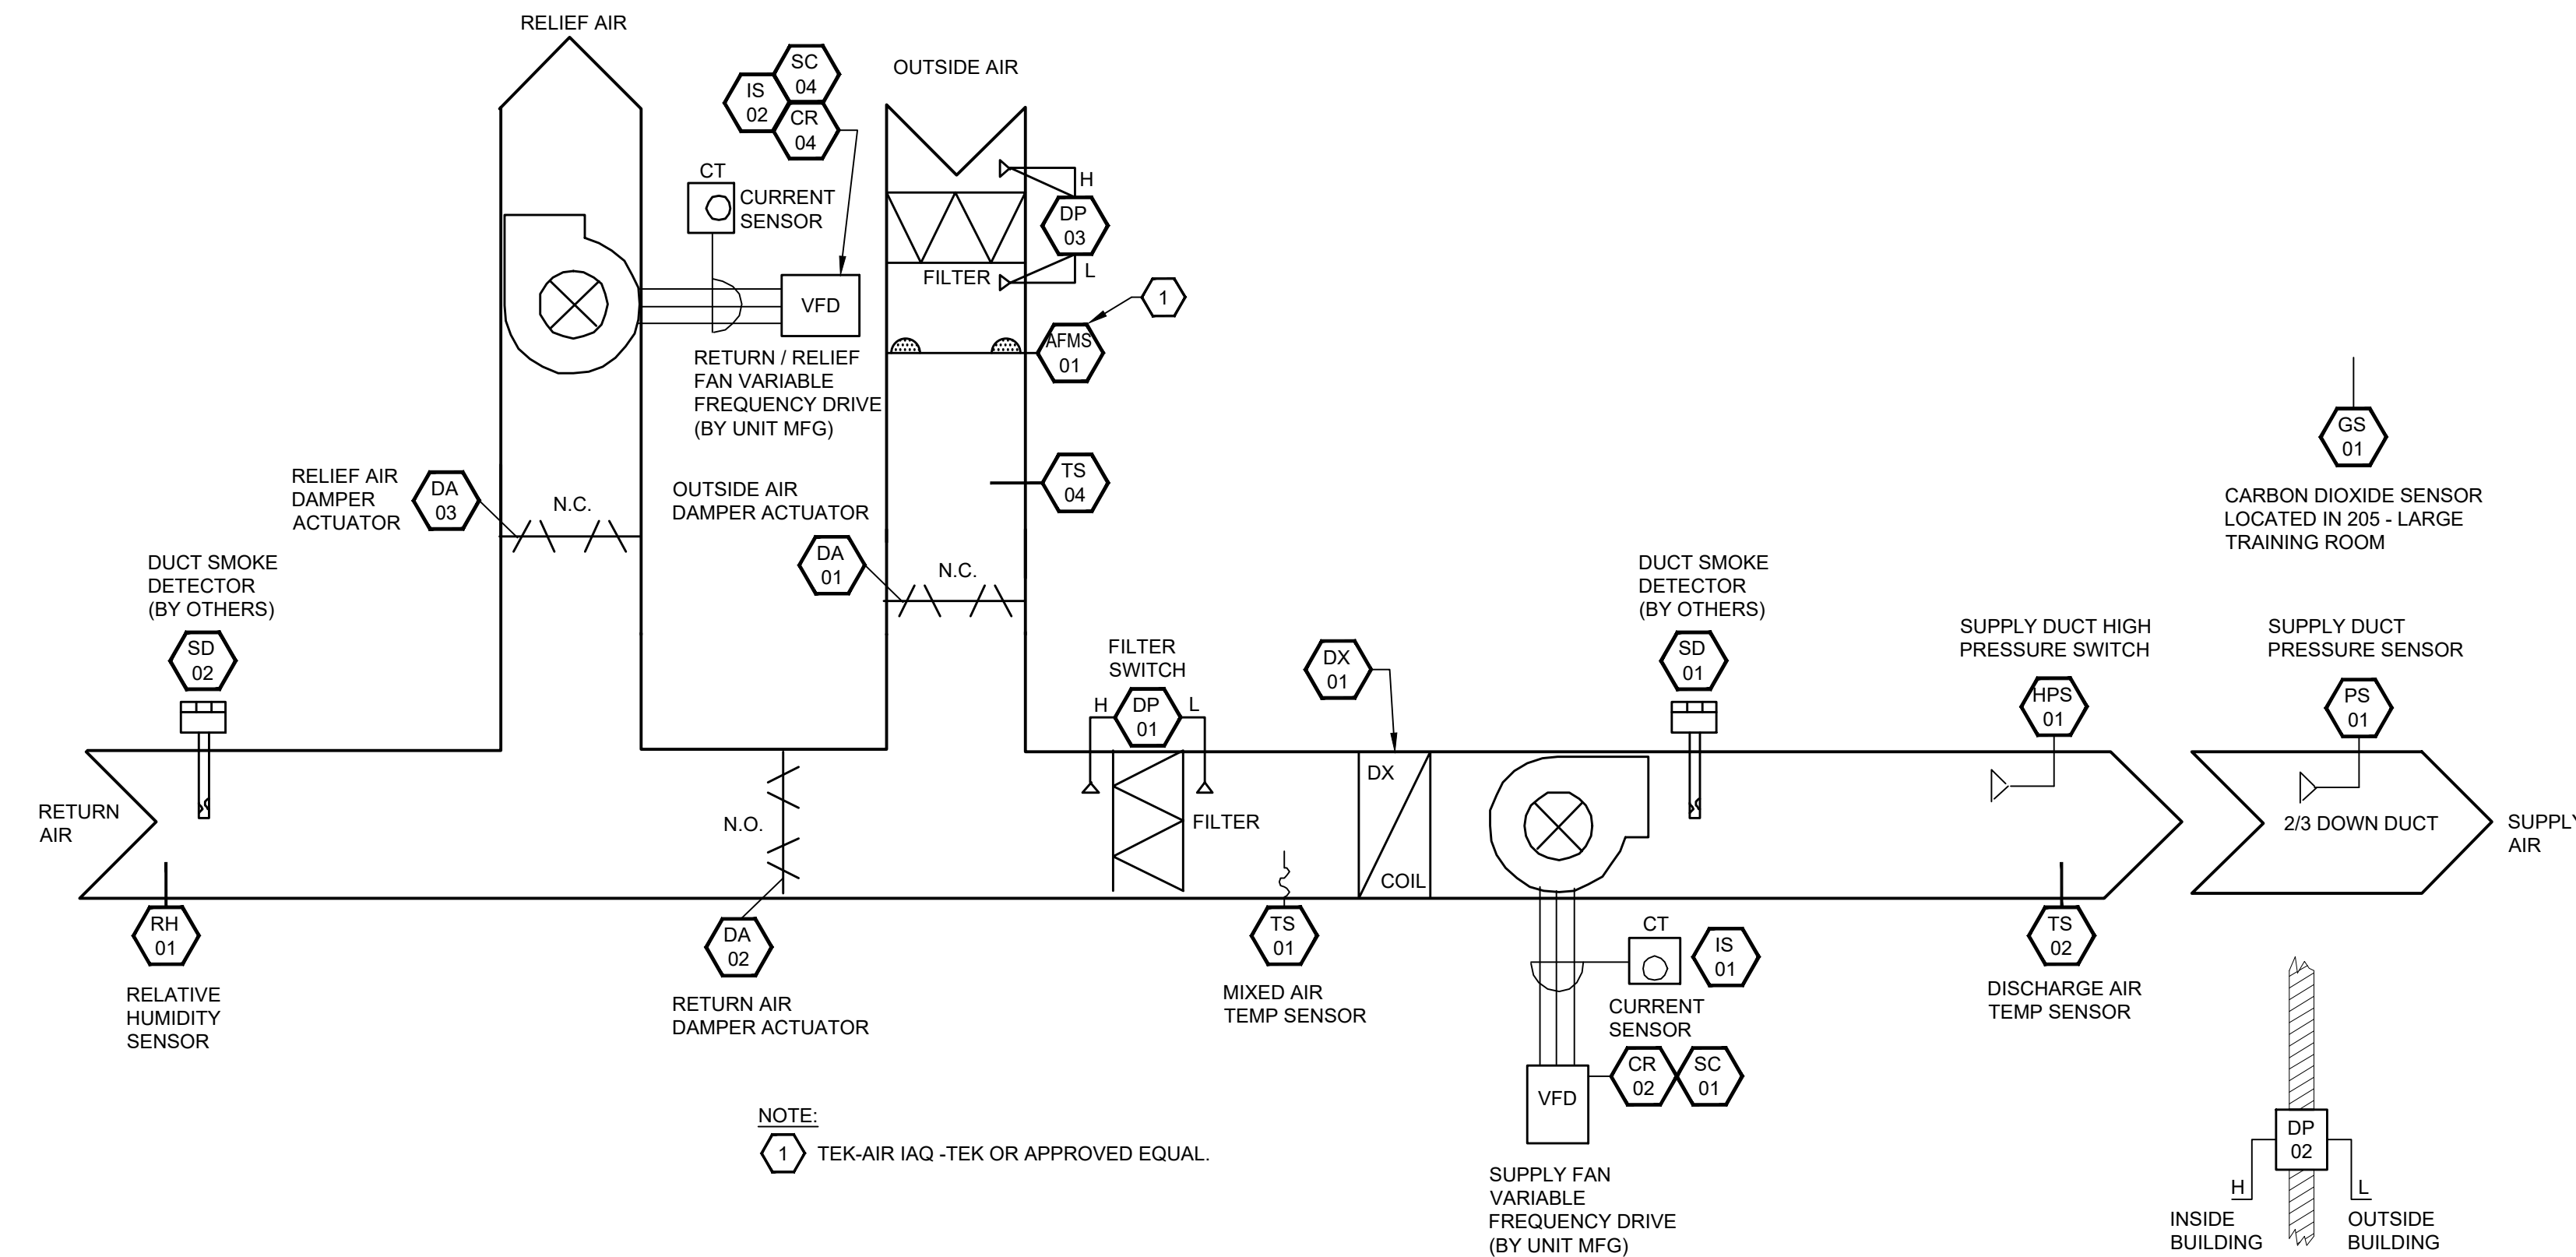 RELIEF AIR
SC
04
IS
02
CR
04
OUTSIDE AIR
CT
CURRENT
SENSOR
H
DP
03
L
FILTER
1
VFD
AFMS
01
RETURN / RELIEF
FAN VARIABLE
FREQUENCY DRIVE
(BY UNIT MFG)
GS
01
CARBON DIOXIDE SENSOR
LOCATED IN 205 - LARGE
TRAINING ROOM
RELIEF AIR
DAMPER
ACTUATOR
DA
03
N.C.
OUTSIDE AIR
DAMPER ACTUATOR
TS
04
DA
01
N.C.
DUCT SMOKE
DETECTOR
(BY OTHERS)
SD
02
FILTER
SWITCH
H
DP
01
L
DX
01
DUCT SMOKE
DETECTOR
(BY OTHERS)
SD
01
SUPPLY DUCT HIGH
PRESSURE SWITCH
HPS
01
SUPPLY DUCT
PRESSURE SENSOR
PS
01
RETURN
AIR
N.O.
FILTER
DX
COIL
2/3 DOWN DUCT
SUPPLY
AIR
RH
01
RELATIVE
HUMIDITY
SENSOR
DA
02
RETURN AIR
DAMPER ACTUATOR
TS
01
MIXED AIR
TEMP SENSOR
CT
IS
01
CURRENT
SENSOR
CR
02
SC
01
VFD
SUPPLY FAN
VARIABLE
FREQUENCY DRIVE
(BY UNIT MFG)
TS
02
DISCHARGE AIR
TEMP SENSOR
DP
02
H
L
INSIDE
BUILDING
OUTSIDE
BUILDING
NOTE:
1 TEK-AIR IAQ -TEK OR APPROVED EQUAL.